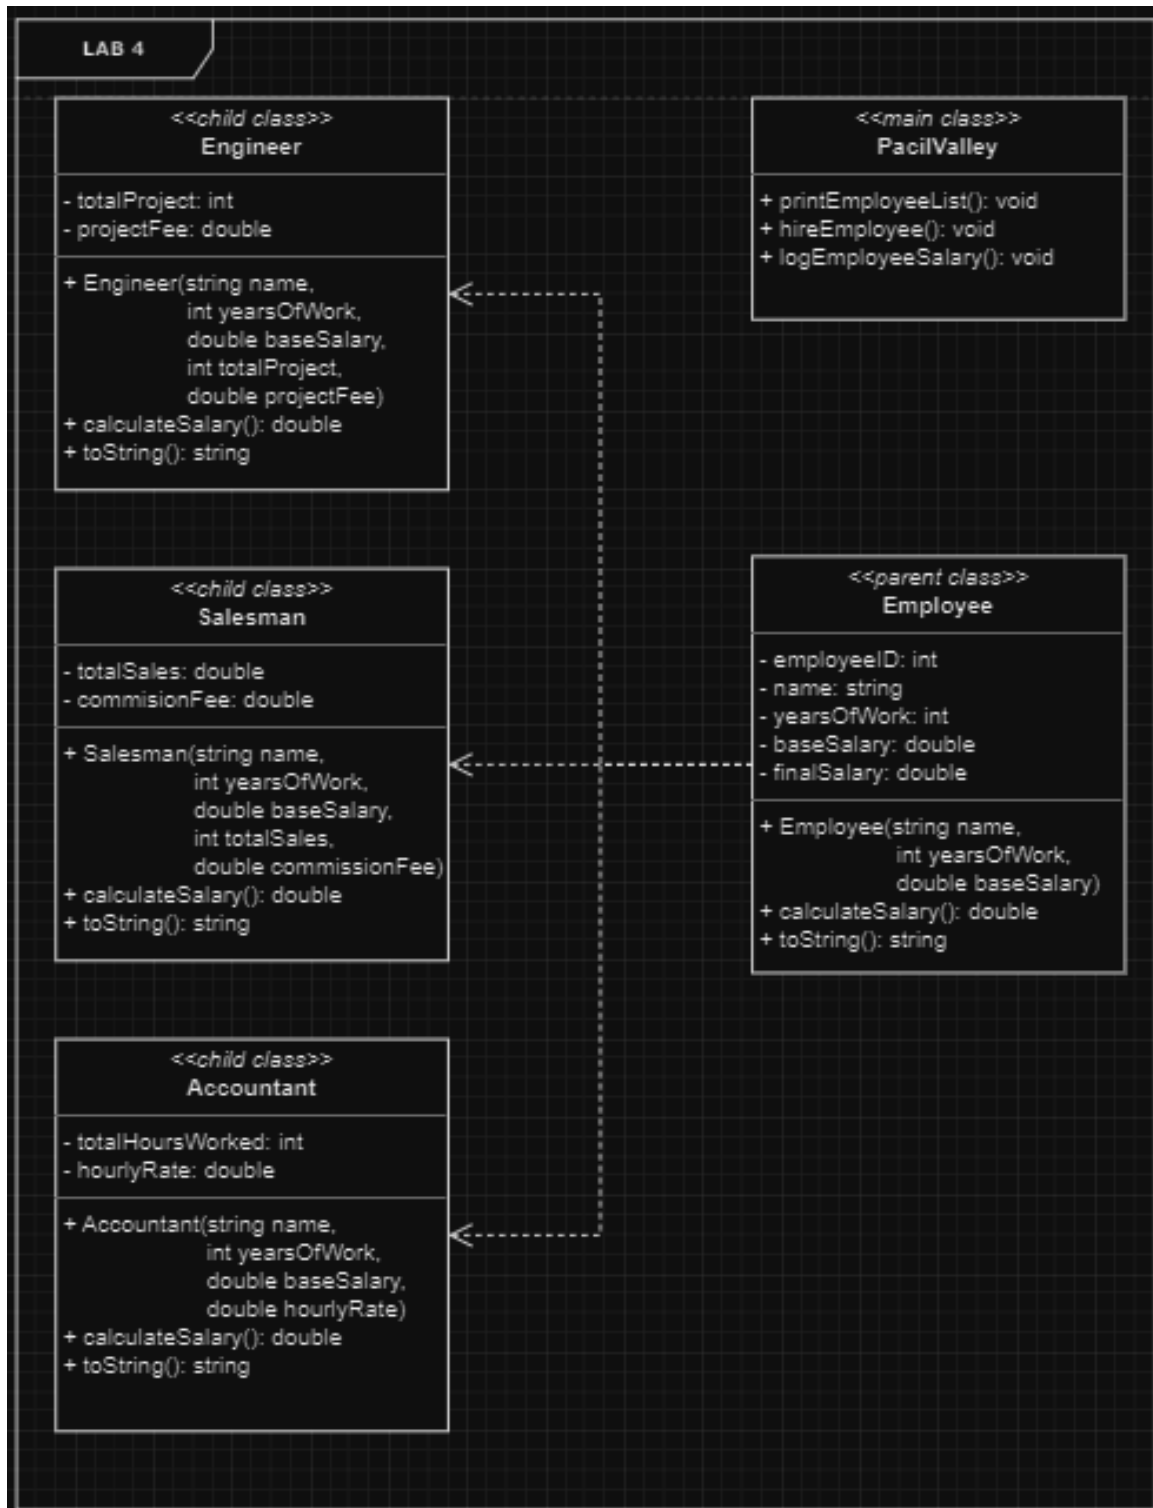 LAB 4
<<child class>>
Engineer
- totalProject: int
- projectFee: double
+ Engineer(string name,
int yearsOfWork,
double baseSalary,
int totalProject,
double projectFee)
+ calculateSalary(): double
+ toString(): string
<<main class>>
PacilValley
+ printEmployeeList(): void
+ hireEmployee(): void
+ logEmployeeSalary(): void
<<child class>>
Salesman
- totalSales: double
- commisionFee: double
+ Salesman(string name,
int yearsOfWork,
double baseSalary,
int totalSales,
double commissionFee)
+ calculateSalary(): double
+ toString(): string
<<parent class>>
Employee
- employeeID: int
- name: string
- yearsOfWork: int
- baseSalary: double
- finalSalary: double
+ Employee(string name,
int yearsOfWork,
double baseSalary)
+ calculateSalary(): double
+ toString(): string
<<child class>>
Accountant
- totalHoursWorked: int
- hourlyRate: double
+ Accountant(string name,
int yearsOfWork,
double baseSalary,
double hourlyRate)
+ calculateSalary(): double
+ toString(): string